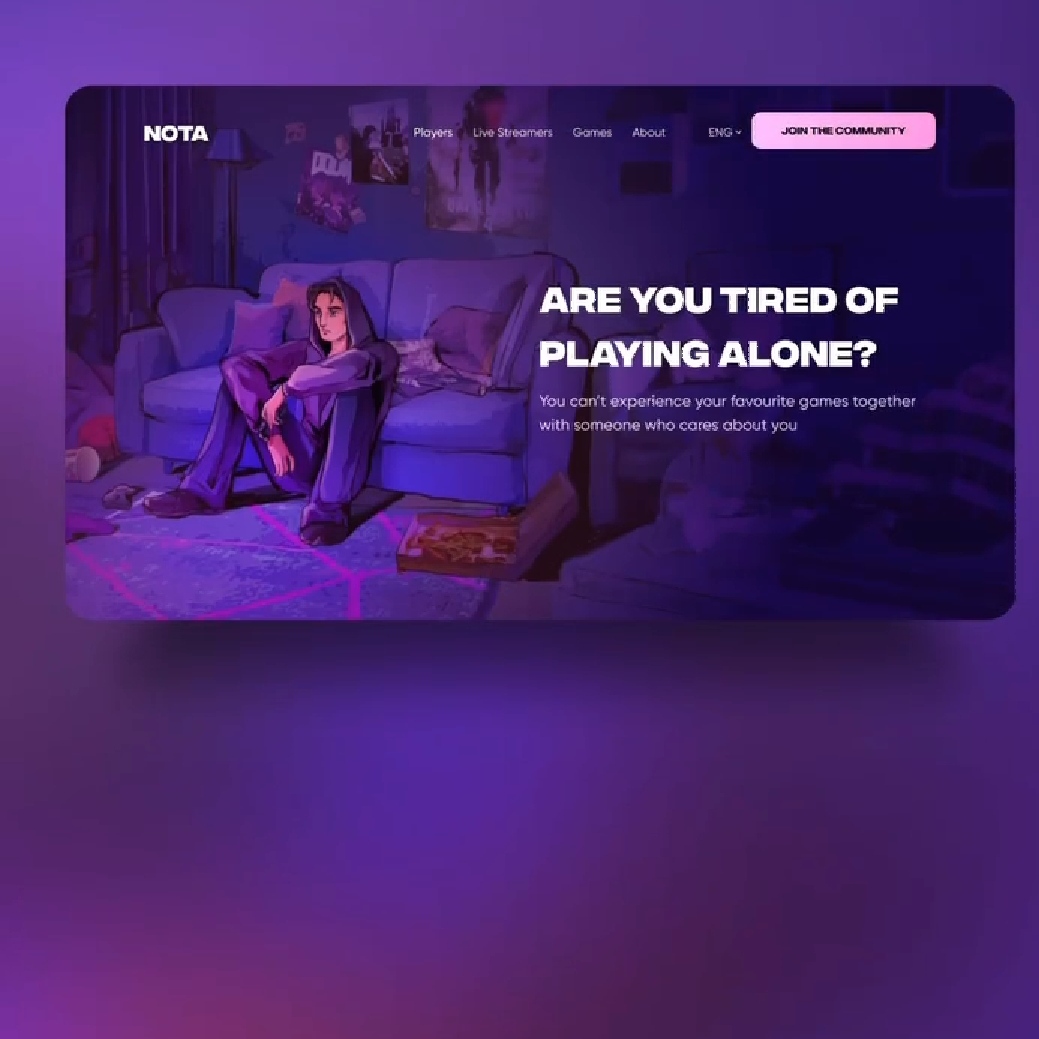 NOTA
Players Live Streamers Games About ENG JOIN THE COMMUNITY
ARE YOU TIRED OF
PLAYING ALONE?
You can't experience your favourite games together
with someone who cares about you